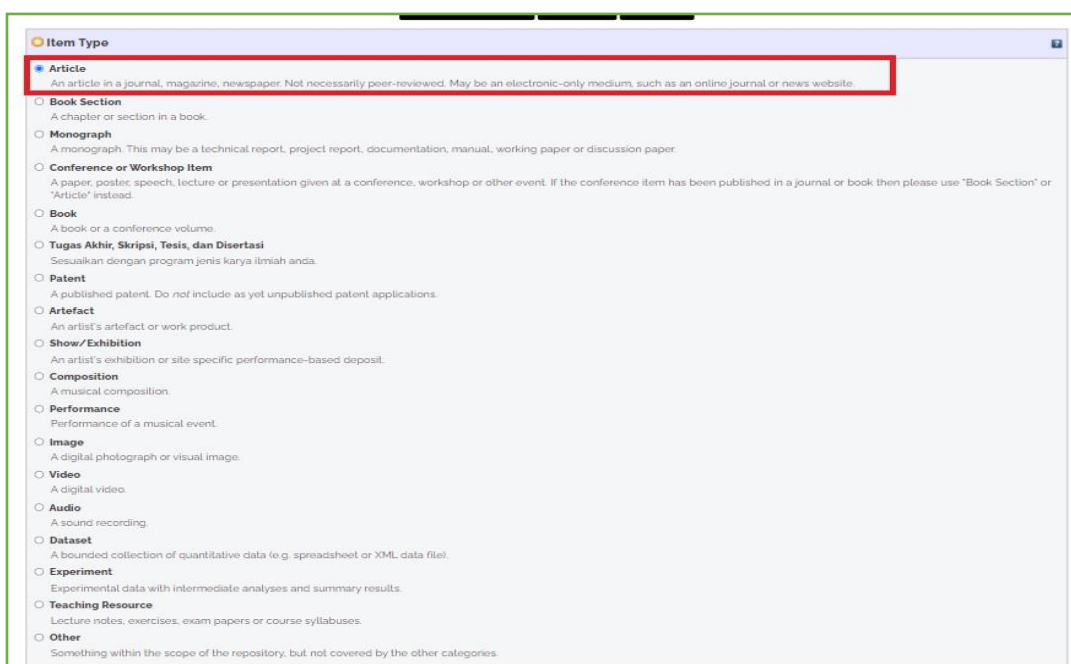 Item Type
Article
An article in a journal, magazine, newspaper. Not necessarily peer-reviewed. May be an electronic-only medium, such as an online journal or news website.
Book Section
A chapter or section in a book.
Monograph
A monograph. This may be a technical report, project report, documentation, manual, working paper or discussion paper.
Conference or Workshop Item
A paper, poster, speech, lecture or presentation given at a conference, workshop or other event. If the conference item has been published in a journal or book then please use "Book Section" or
"Article" instead.
Book
A book or a conference volume.
Tugas Akhir, Skripsi, Tesis, dan Disertasi
Sesuaikan dengan program jenis karya ilmiah anda.
Patent
A published patent. Do not include as yet unpublished patent applications.
Artefact
An artist's artefact or work product.
Show/Exhibition
An artist's exhibition or site specific performance-based deposit.
Composition
A musical composition.
Performance
Performance of a musical event.
Image
A digital photograph or visual image.
Video
A digital video.
Audio
A sound recording.
Dataset
A bounded collection of quantitative data (e.g. spreadsheet or XML data file).
Experiment
Experimental data with intermediate analyses and summary results.
Teaching Resource
Lecture notes, exercises, exam papers or course syllabuses.
Other
Something within the scope of the repository, but not covered by the other categories.